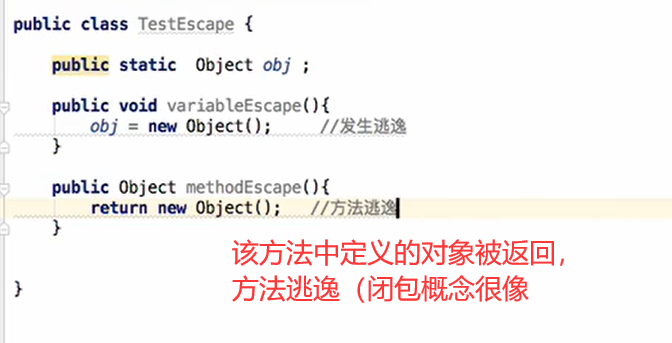 public class TestEscape {
public static Object obj ;
public void variableEscape(){
obj = new Object(); //发生逃逸
}
public Object methodEscape(){
return new Object(); //方法逃逸
}
该方法中定义的对象被返回，
方法逃逸（闭包概念很像
}